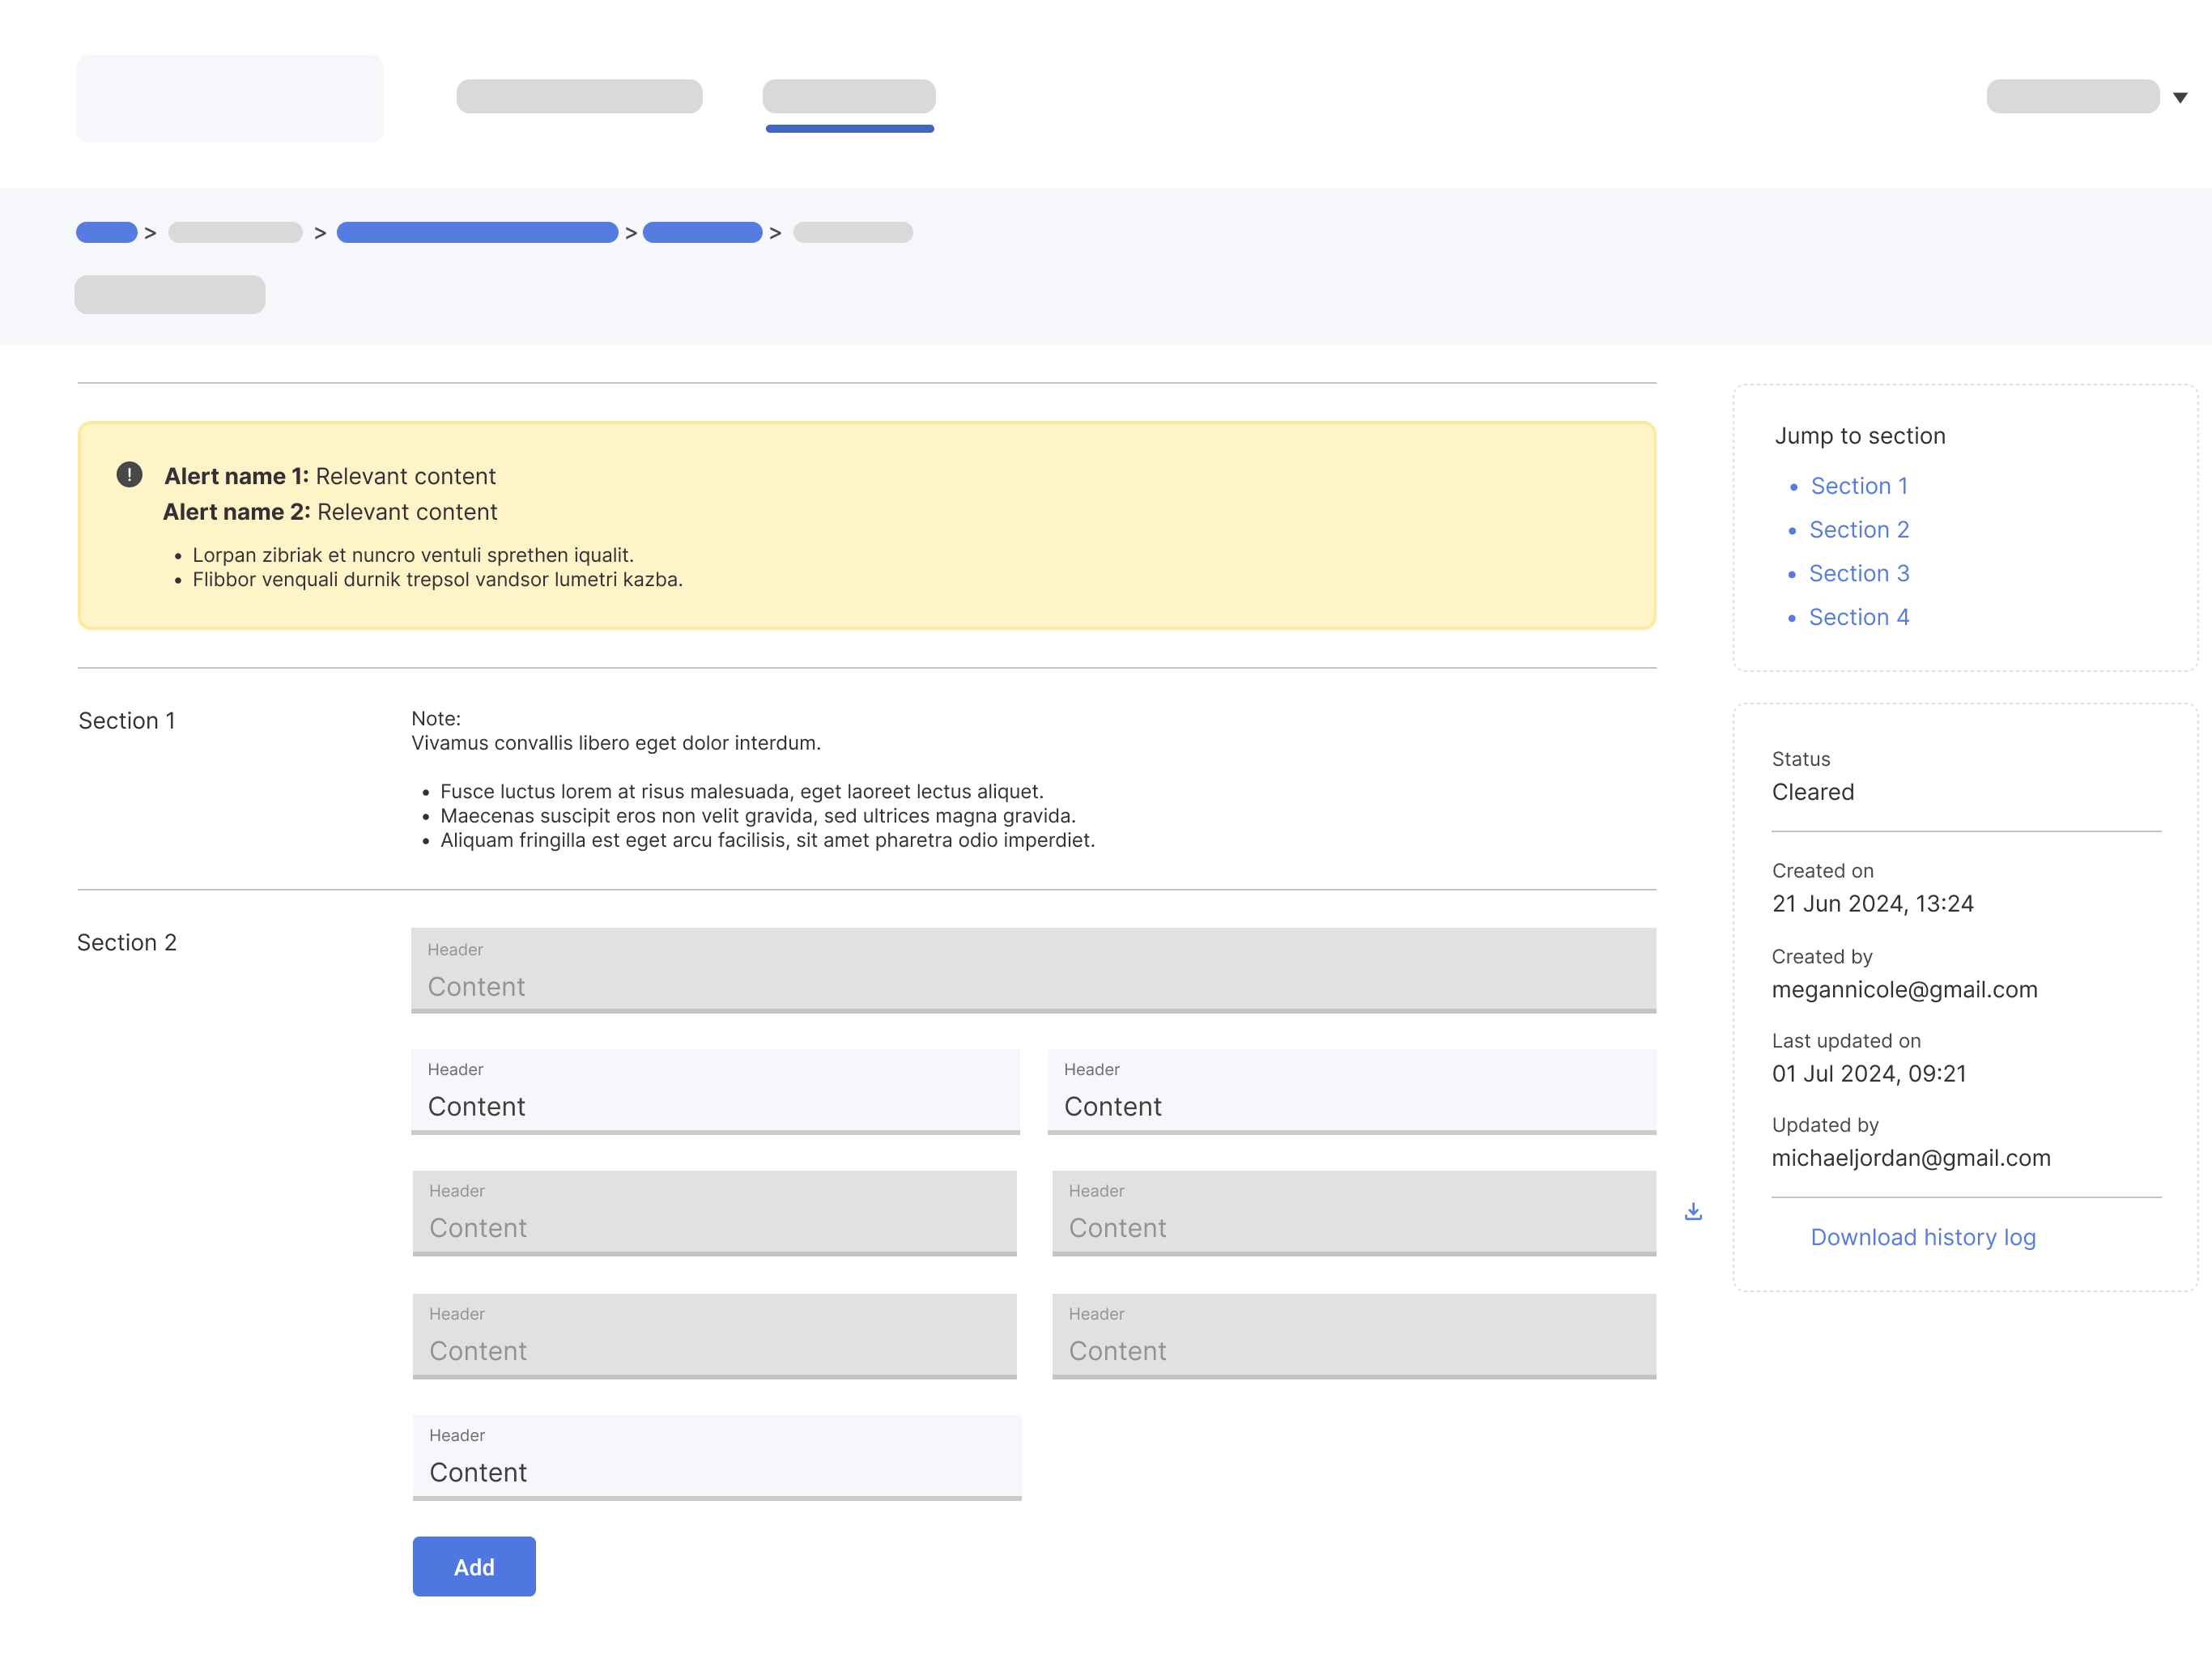 > > > >
! Alert name 1: Relevant content
Alert name 2: Relevant content
• Lorpan zibriak et nuncro ventuli sprethen iqualit.
• Flibbor venquali durnik trepsol vandsor lumetri kazba.
Section 1
Note:
Vivamus convallis libero eget dolor interdum.
• Fusce luctus lorem at risus malesuada, eget laoreet lectus aliquet.
• Maecenas suscipit eros non velit gravida, sed ultrices magna gravida.
• Aliquam fringilla est eget arcu facilisis, sit amet pharetra odio imperdiet.
Section 2
Header
Content
Header
Content
Header
Content
Header
Content
Header
Content
Header
Content
Header
Content
Header
Content
Add
Jump to section
• Section 1
• Section 2
• Section 3
• Section 4
Status
Cleared
Created on
21 Jun 2024, 13:24
Created by
megannicole@gmail.com
Last updated on
01 Jul 2024, 09:21
Updated by
michaeljordan@gmail.com
Download history log